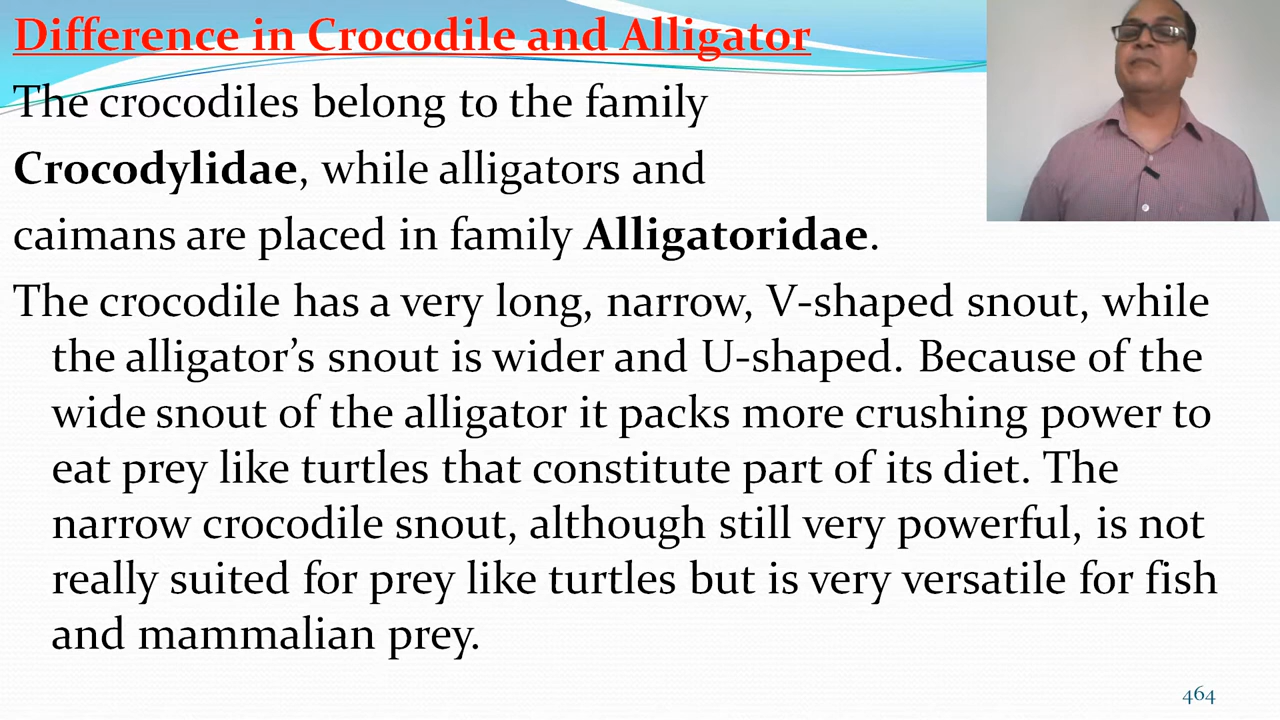 Difference in Crocodile and Alligator
The crocodiles belong to the family
Crocodylidae, while alligators and
caimans are placed in family Alligatoridae.
The crocodile has a very long, narrow, V-shaped snout, while
the alligator’s snout is wider and U-shaped. Because of the
wide snout of the alligator it packs more crushing power to
eat prey like turtles that constitute part of its diet. The
narrow crocodile snout, although still very powerful, is not
really suited for prey like turtles but is very versatile for fish
and mammalian prey.
464